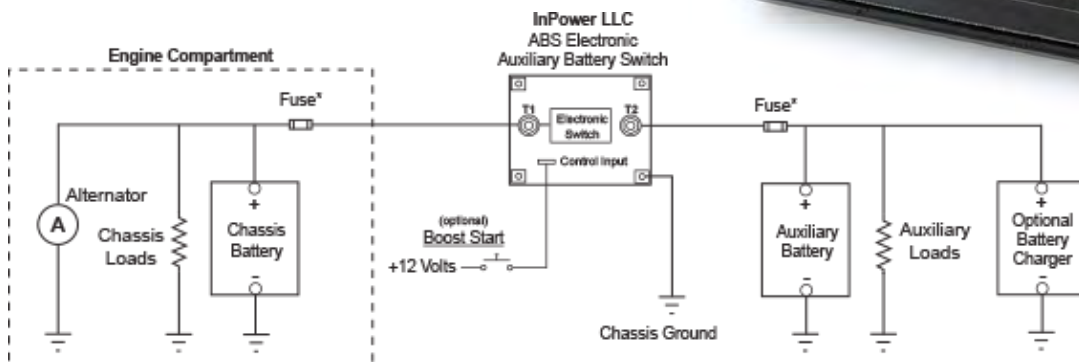 InPower LLC
ABS Electronic
Auxiliary Battery Switch
Engine Compartment
Fuse*
T1
Electronic
Switch
T2
Control Input
Fuse*
Alternator
A
Chassis
Loads
+
Chassis
Battery
-
(optional)
Boost Start
+12 Volts
Chassis Ground
+
Auxiliary
Battery
-
Auxiliary
Loads
+
Optional
Battery
Charger
-